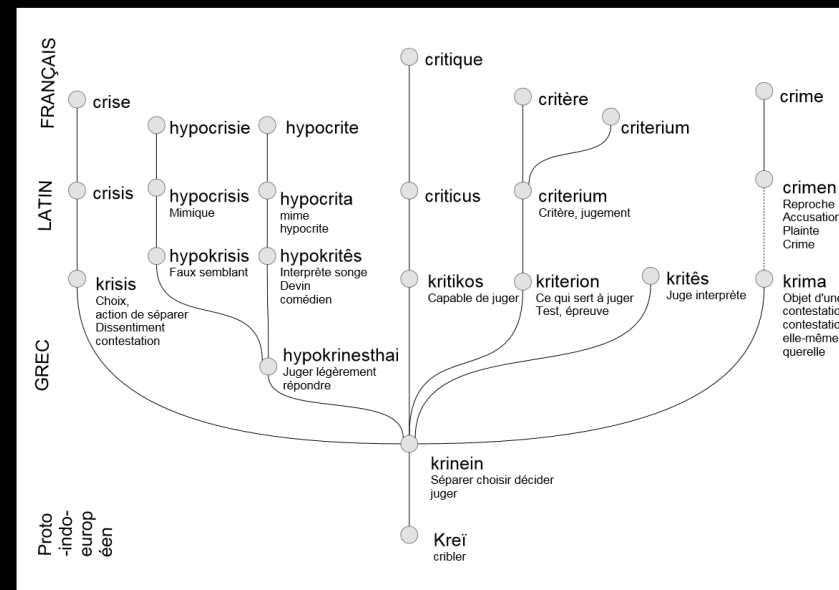 FRANÇAIS
crise
hypocrisie
hypocrite
critique
critère
criterium
crime
LATIN
crisis
hypocrisis
Mimique
hypocrita
mime
hypocrite
criticus
criterium
Critère, jugement
crimen
Reproche
Accusation
Plainte
Crime
GREC
krisis
Choix,
action de séparer
Dissentiment
contestation
hypokrisis
Faux semblant
hypokritês
Interprète songe
Devin
comédien
kritikos
Capable de juger
kriterion
Ce qui sert à juger
Test, épreuve
kritês
Juge interprète
krima
Objet d'une
contestatio
elle-même
querelle
hypokrinesthai
Juger légèrement
répondre
krinein
Séparer choisir décider
juger
Proto
-indo-
europ
éen
Kreï
cribler